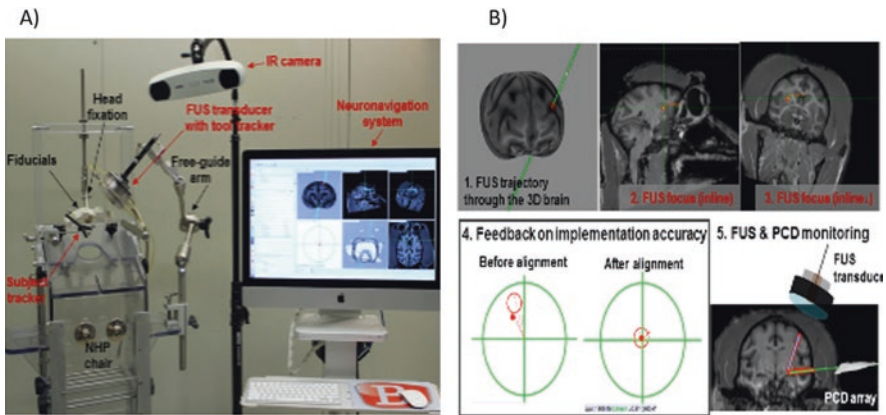 A)
B)
IR camera
Head
fixation
FUS transducer
with tool tracker
Neuronavigation
system
Fiducials
Free-guide
arm
Subject
tracker
NHP
chair
1. FUS trajectory
through the 3D brain
2. FUS focus (inline)
3. FUS focus (inline⊥)
4. Feedback on implementation accuracy
Before alignment
After alignment
5. FUS & PCD monitoring
FUS
transduce
PCD array